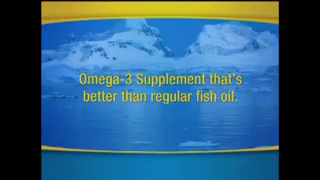 Omega-3 Supplement that's
better than regular fish oil.